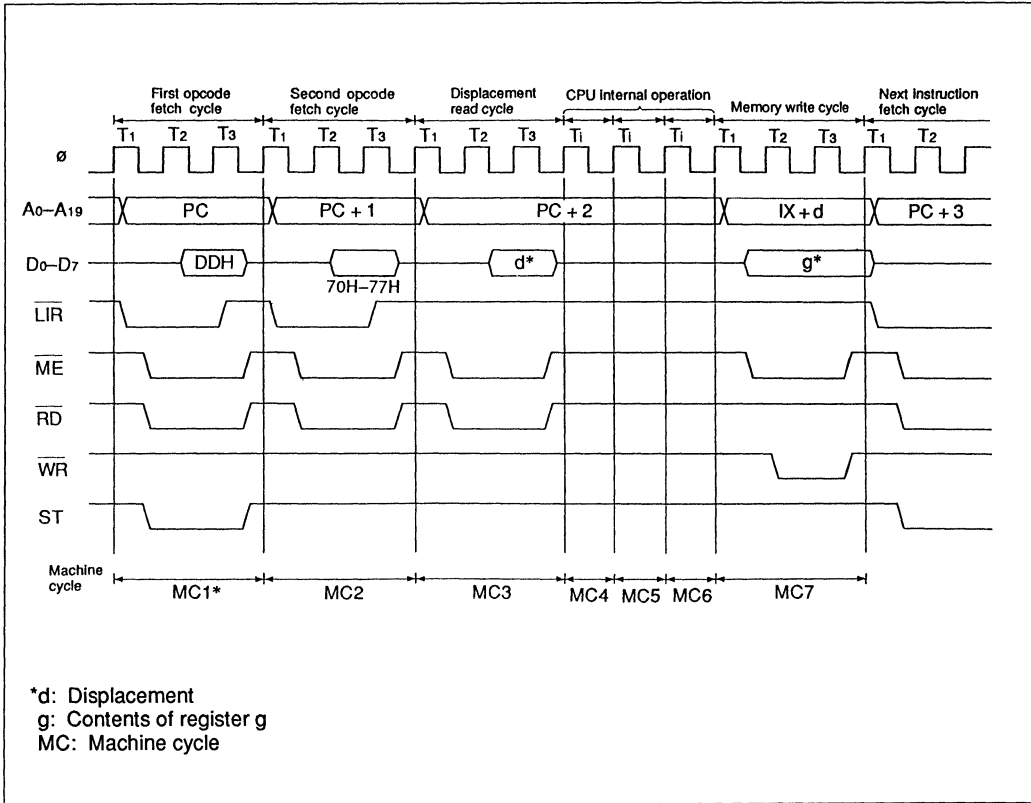 First opcode fetch cycle
Second opcode fetch cycle
Displacement read cycle
CPU internal operation
Memory write cycle
Next instruction fetch cycle
T1 T2 T3 T1 T2 T3 T1 T2 T3 Ti Ti Ti T1 T2 T3 T1 T2
ø
A0–A19 PC PC + 1 PC + 2 IX + d PC + 3
D0–D7 DDH 70H–77H d* g*
LIR
ME
RD
WR
ST
Machine cycle
MC1* MC2 MC3 MC4 MC5 MC6 MC7
*d: Displacement
g: Contents of register g
MC: Machine cycle